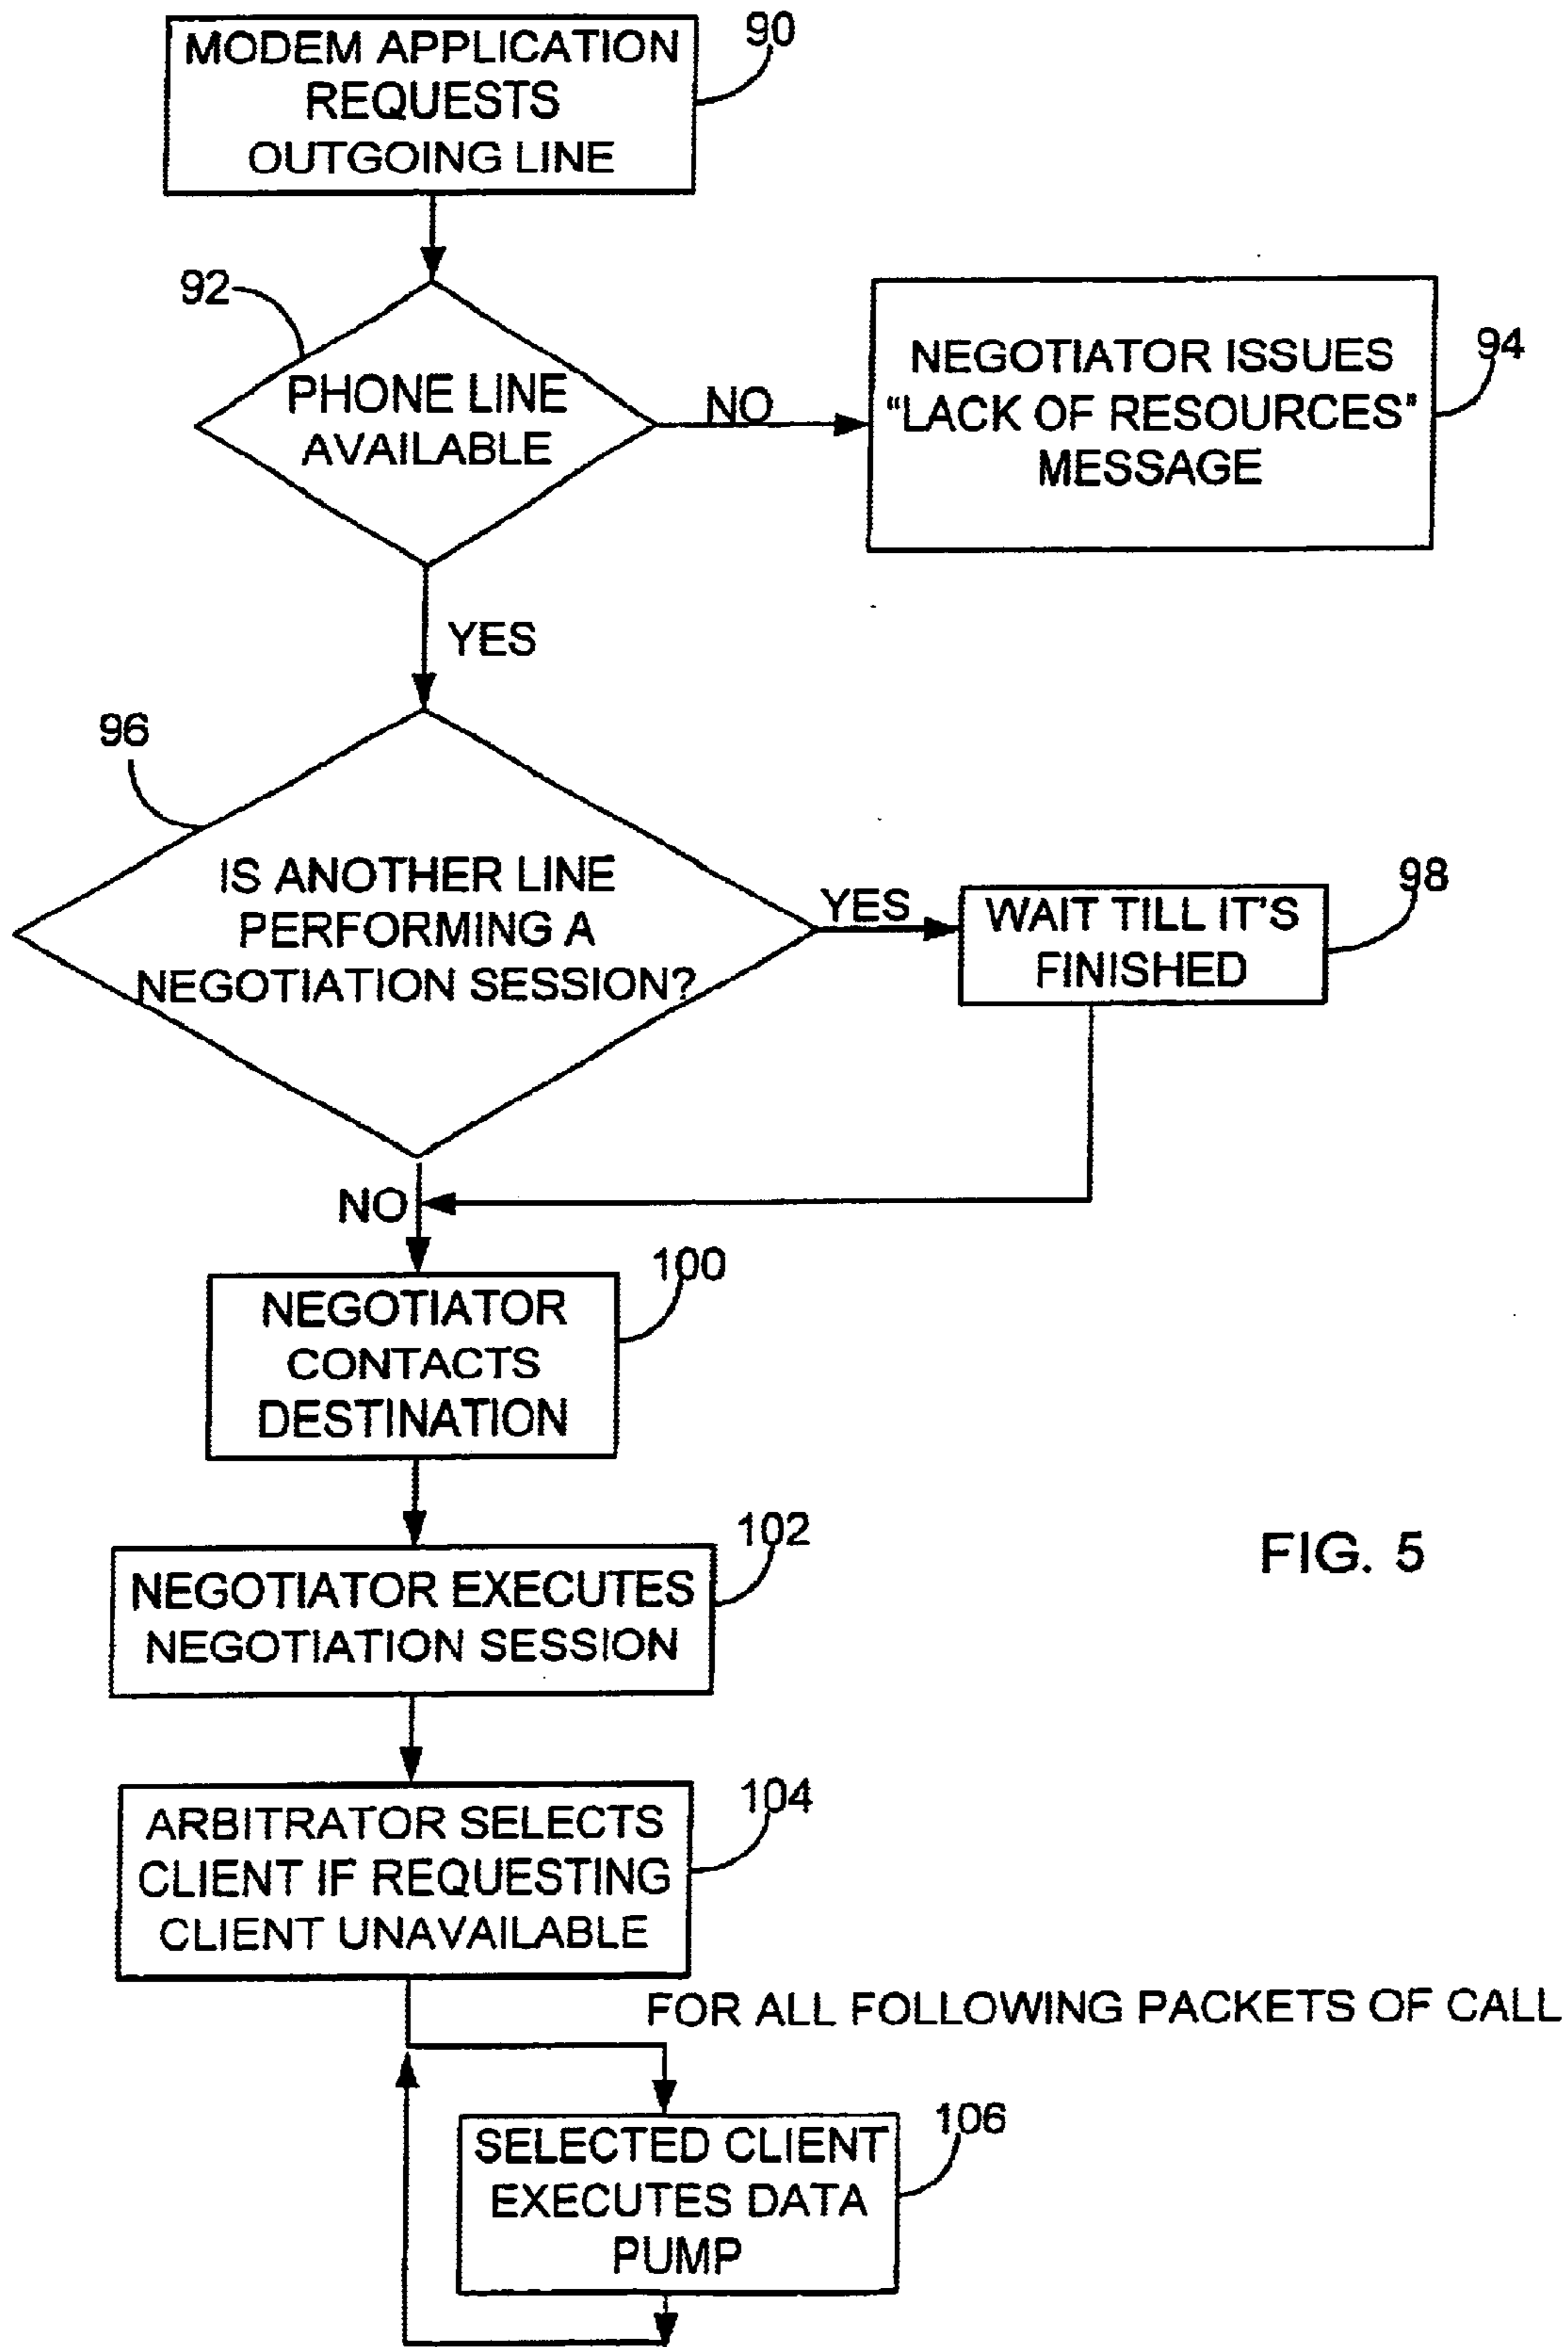 90
MODEM APPLICATION
REQUESTS
OUTGOING LINE
92
PHONE LINE
AVAILABLE
NO
NEGOTIATOR ISSUES
“LACK OF RESOURCES”
MESSAGE
94
YES
96
IS ANOTHER LINE
PERFORMING A
NEGOTIATION SESSION?
YES
WAIT TILL IT'S
FINISHED
98
NO
100
NEGOTIATOR
CONTACTS
DESTINATION
102
NEGOTIATOR EXECUTES
NEGOTIATION SESSION
FIG. 5
104
ARBITRATOR SELECTS
CLIENT IF REQUESTING
CLIENT UNAVAILABLE
FOR ALL FOLLOWING PACKETS OF CALL
106
SELECTED CLIENT
EXECUTES DATA
PUMP